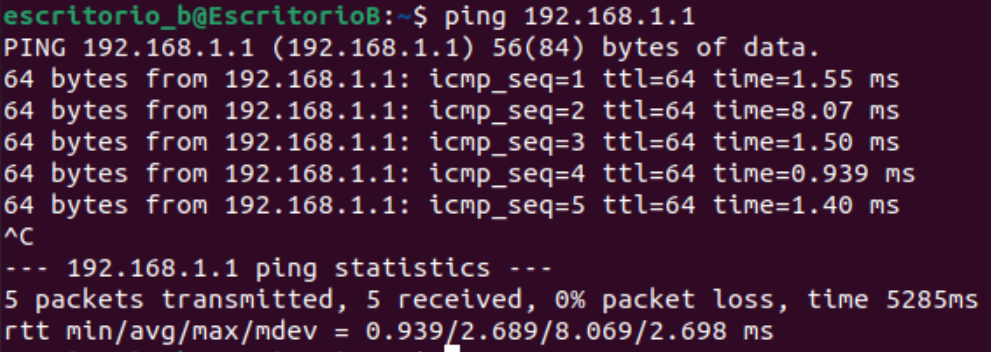 escritorio_b@EscritorioB:~$ ping 192.168.1.1
PING 192.168.1.1 (192.168.1.1) 56(84) bytes of data.
64 bytes from 192.168.1.1: icmp_seq=1 ttl=64 time=1.55 ms
64 bytes from 192.168.1.1: icmp_seq=2 ttl=64 time=8.07 ms
64 bytes from 192.168.1.1: icmp_seq=3 ttl=64 time=1.50 ms
64 bytes from 192.168.1.1: icmp_seq=4 ttl=64 time=0.939 ms
64 bytes from 192.168.1.1: icmp_seq=5 ttl=64 time=1.40 ms
^C
--- 192.168.1.1 ping statistics ---
5 packets transmitted, 5 received, 0% packet loss, time 5285ms
rtt min/avg/max/mdev = 0.939/2.689/8.069/2.698 ms